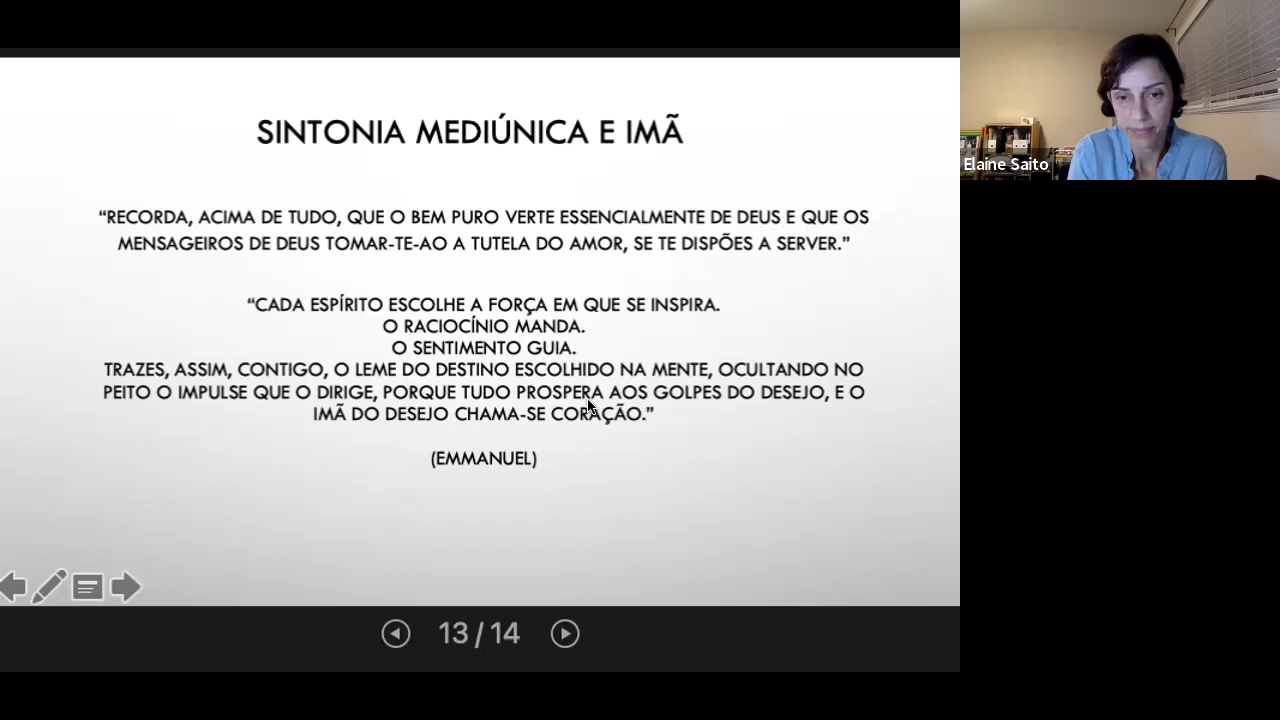 SINTONIA MEDIÚNICA E IMÃ
“RECORDA, ACIMA DE TUDO, QUE O BEM PURO VERTE ESSENCIALMENTE DE DEUS E QUE OS
MENSAGEIROS DE DEUS TOMAR-TE-AO A TUTELA DO AMOR, SE TE DISPÕES A SERVER.”
“CADA ESPÍRITO ESCOLHE A FORÇA EM QUE SE INSPIRA.
O RACIOCÍNIO MANDA.
O SENTIMENTO GUIA.
TRAZES, ASSIM, CONTIGO, O LEME DO DESTINO ESCOLHIDO NA MENTE, OCULTANDO NO
PEITO O IMPULSE QUE O DIRIGE, PORQUE TUDO PROSPERA AOS GOLPES DO DESEJO, E O
IMÃ DO DESEJO CHAMA-SE CORAÇÃO.”
(EMMANUEL)
13 / 14
Elaine Saito